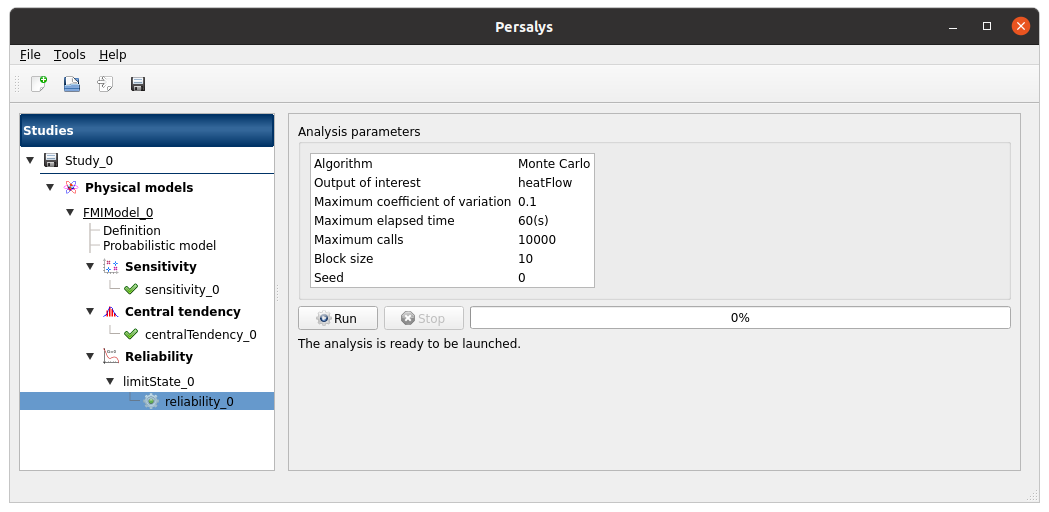 Persalys
File Tools Help
Studies
Study_0
Physical models
FMIModel_0
Definition
Probabilistic model
Sensitivity
sensitivity_0
Central tendency
centralTendency_0
Reliability
limitState_0
reliability_0
Analysis parameters
Algorithm Monte Carlo
Output of interest heatFlow
Maximum coefficient of variation 0.1
Maximum elapsed time 60(s)
Maximum calls 10000
Block size 10
Seed 0
Run Stop 0%
The analysis is ready to be launched.